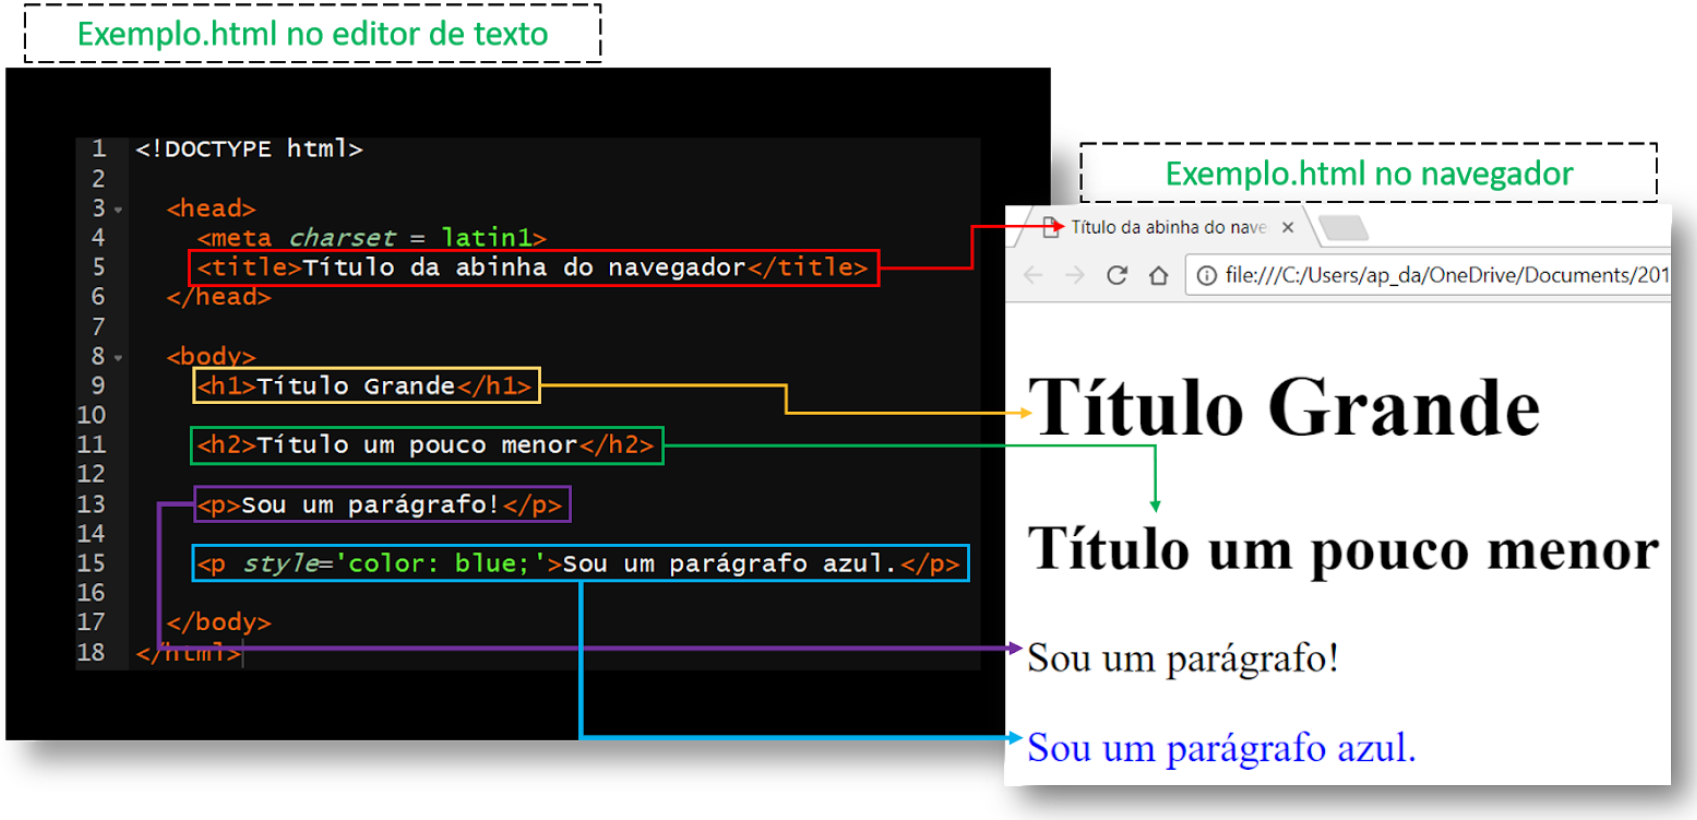 Exemplo.html no editor de texto
1 <!DOCTYPE html>
2
3 <head>
4 <meta charset = latin1>
5 <title>Título da abinha do navegador</title>
6 </head>
7
8 <body>
9 <h1>Título Grande</h1>
10
11 <h2>Título um pouco menor</h2>
12
13 <p>Sou um parágrafo!</p>
14
15 <p style='color: blue;'>Sou um parágrafo azul.</p>
16
17 </body>
18 </html>
Exemplo.html no navegador
Título da abinha do nave
file:///C:/Users/ap_da/OneDrive/Documents/201
Título Grande
Título um pouco menor
Sou um parágrafo!
Sou um parágrafo azul.